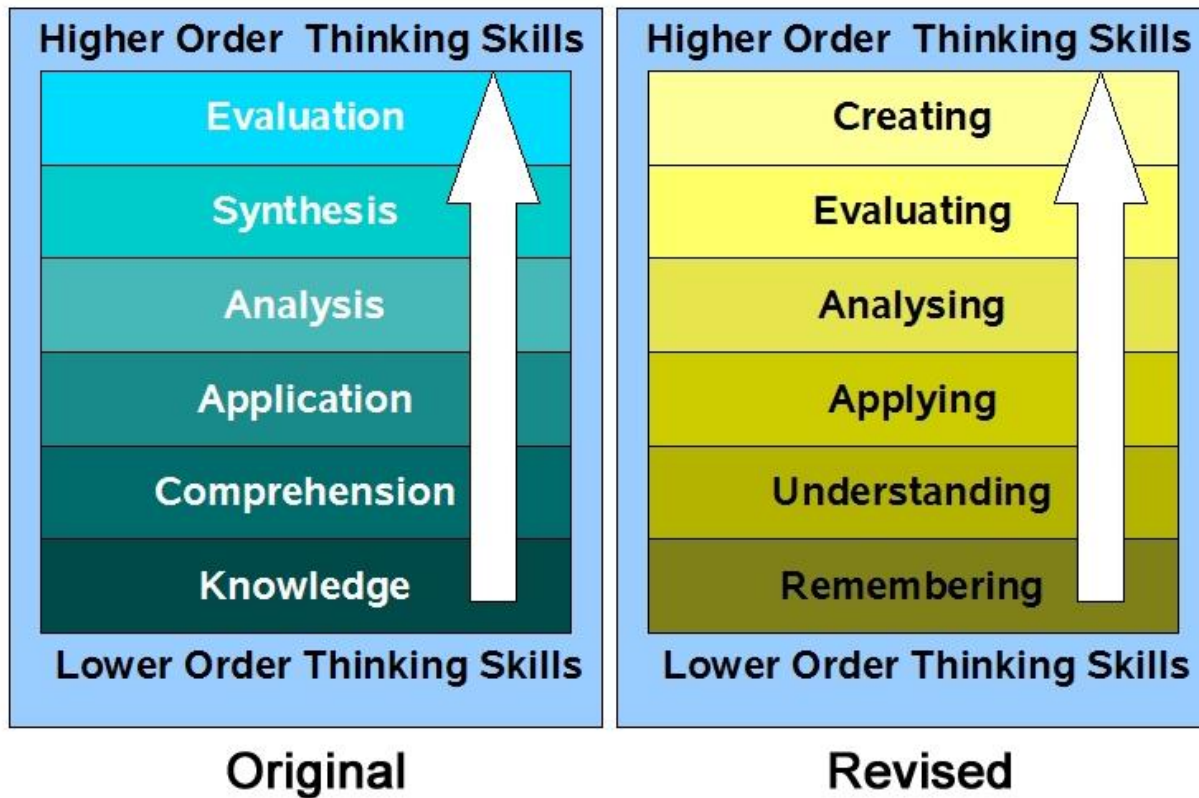 Higher Order Thinking Skills
Evaluation
Synthesis
Analysis
Application
Comprehension
Knowledge
Lower Order Thinking Skills
Original
Higher Order Thinking Skills
Creating
Evaluating
Analysing
Applying
Understanding
Remembering
Lower Order Thinking Skills
Revised